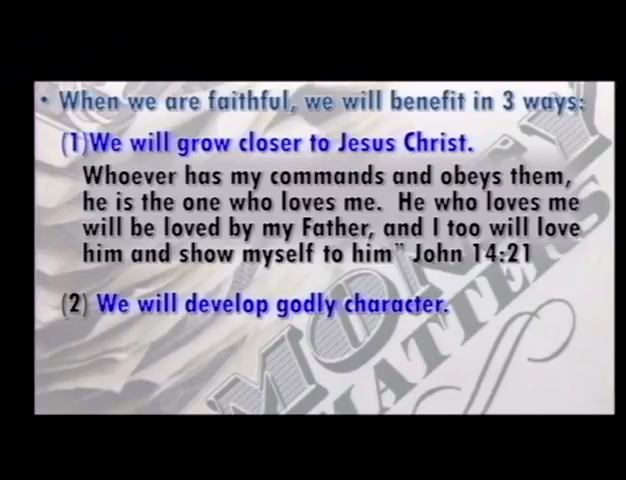 • When we are faithful, we will benefit in 3 ways:
(1)We will grow closer to Jesus Christ.
Whoever has my commands and obeys them,
he is the one who loves me. He who loves me
will be loved by my Father, and I too will love
him and show myself to him” John 14:21
(2) We will develop godly character.
MONEY
MATTERS